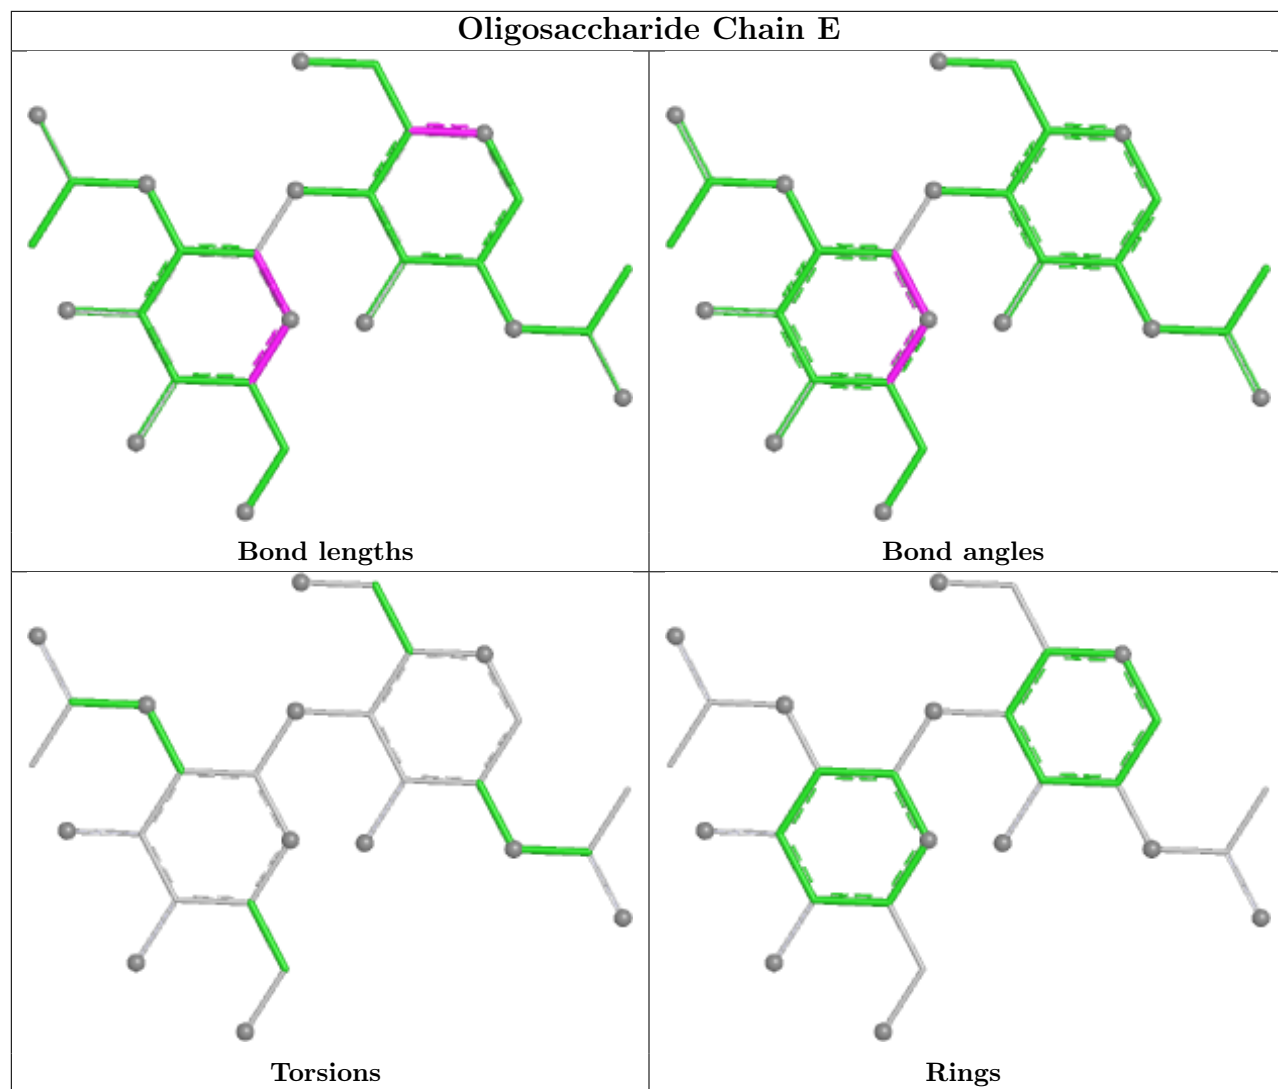 Oligosaccharide Chain E
Bond lengths
Bond angles
Torsions
Rings